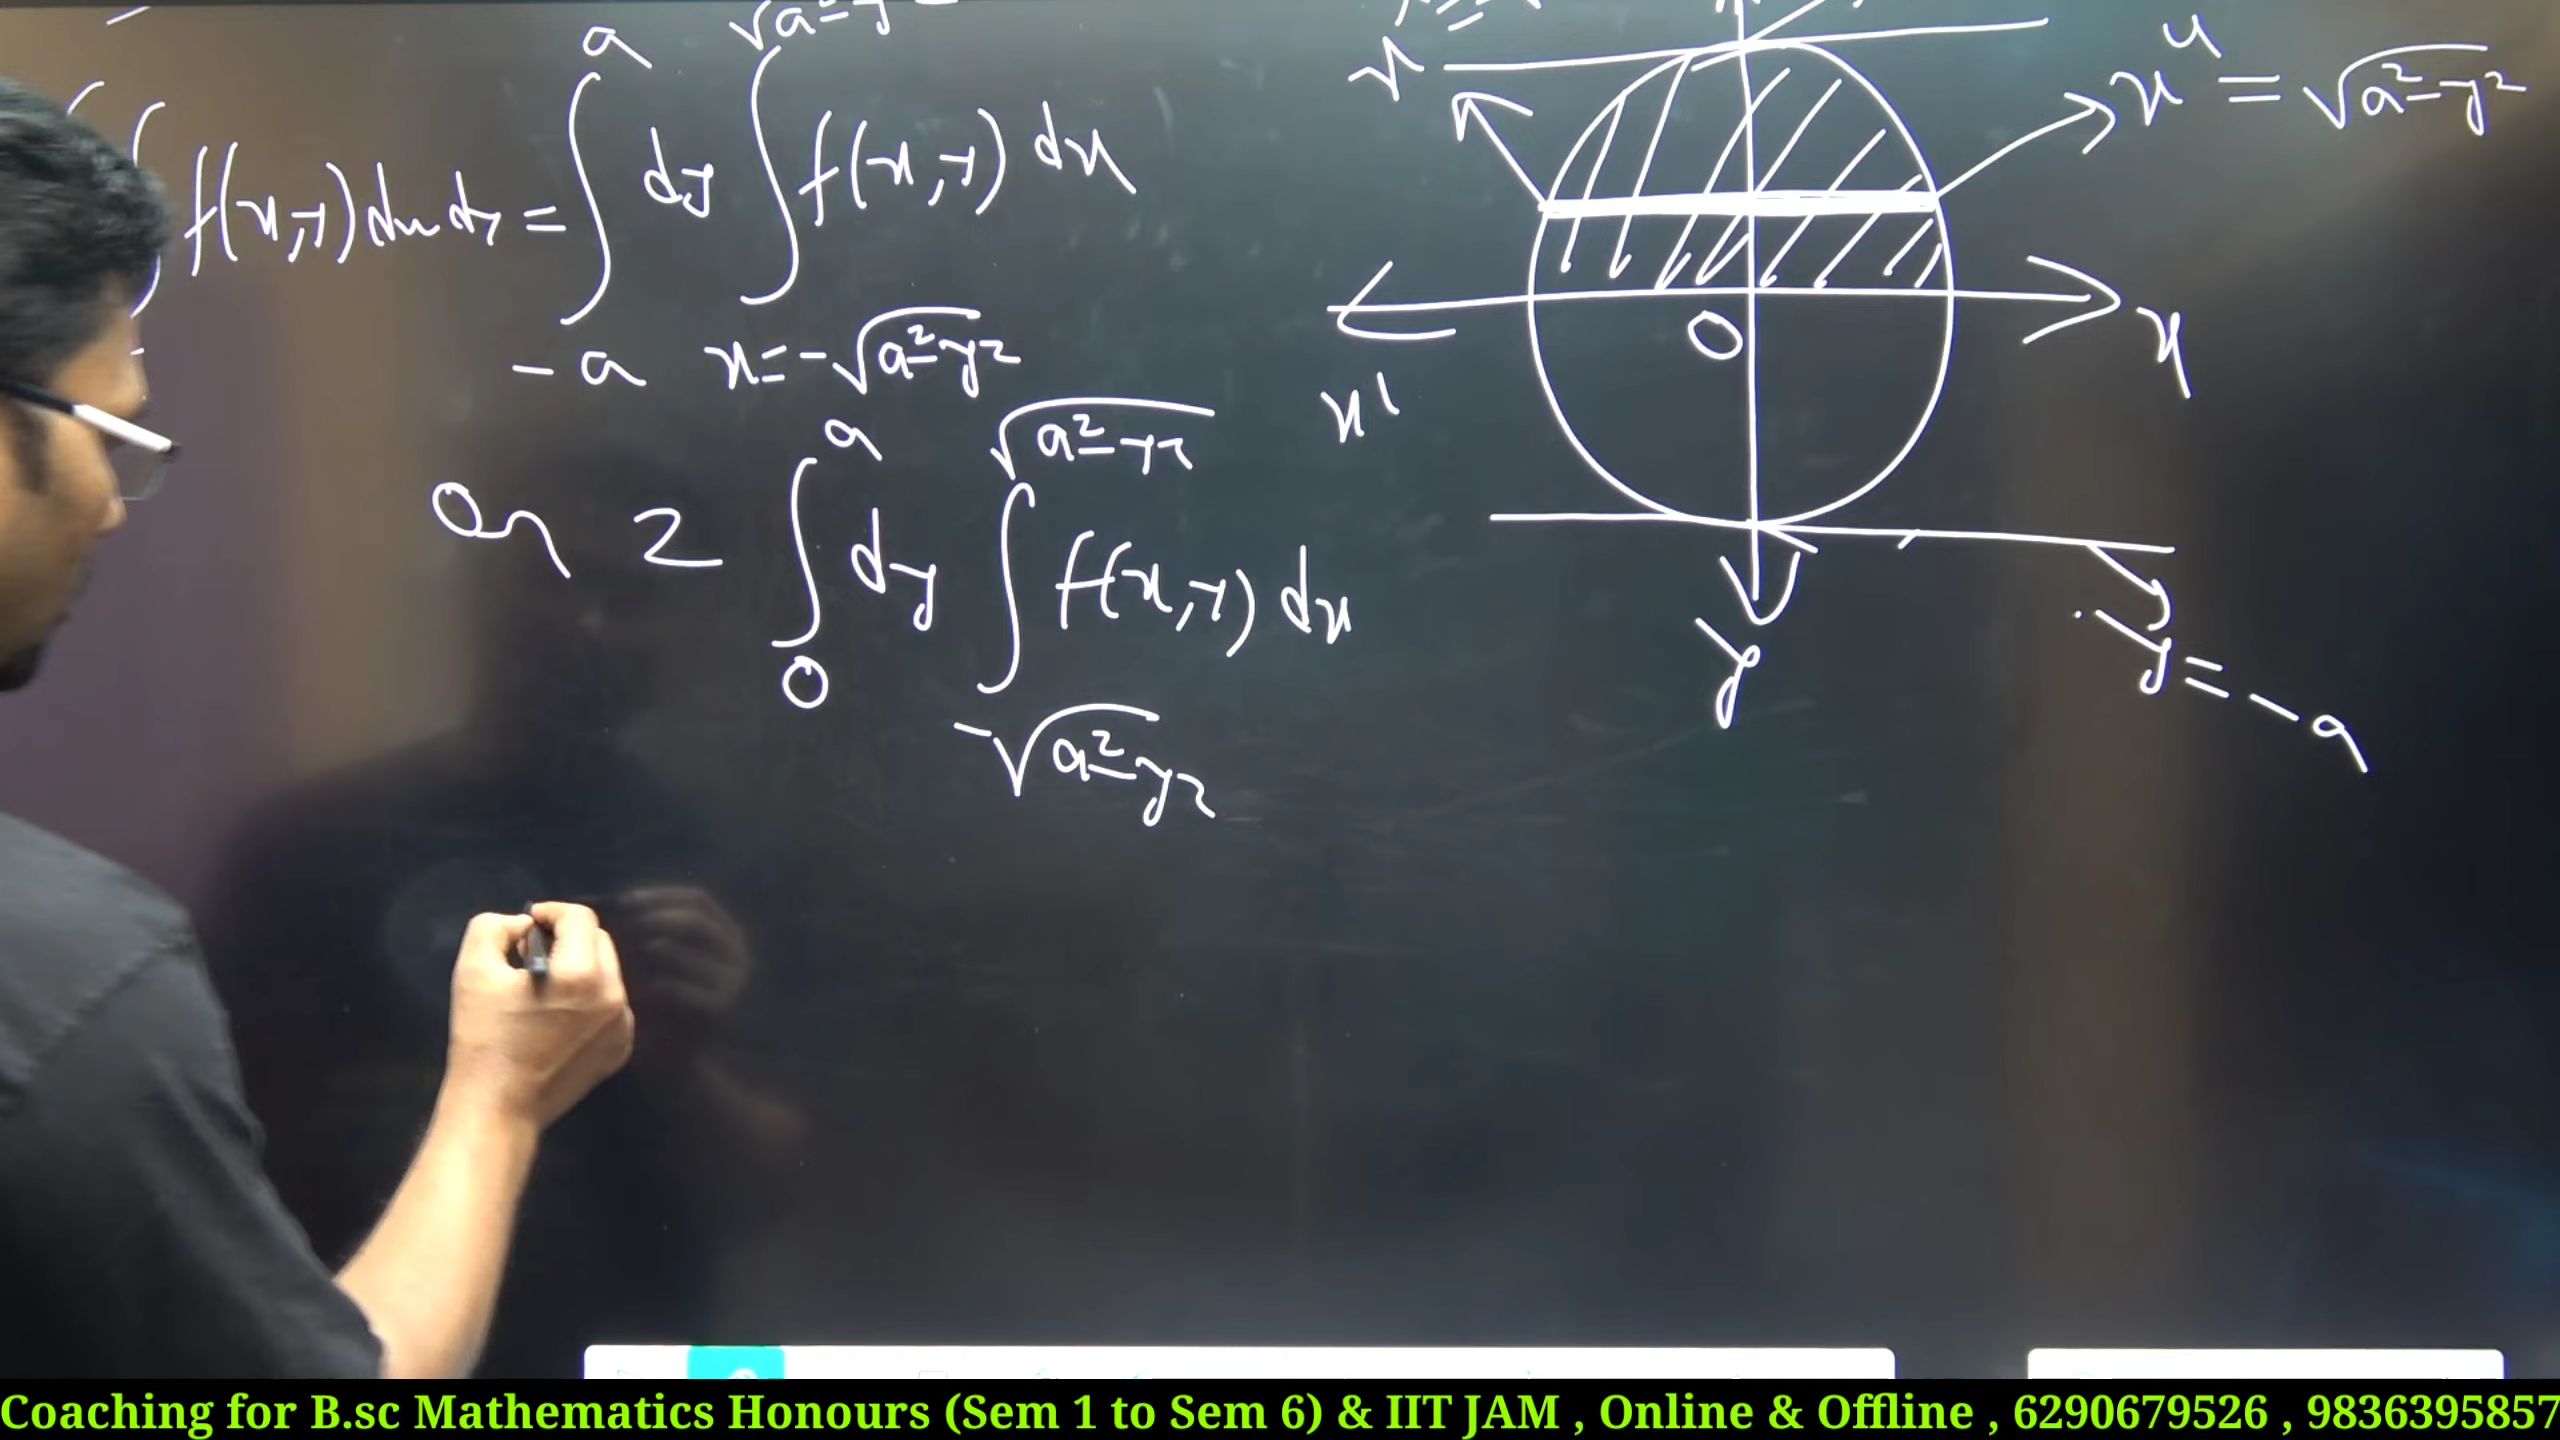 ∫∫ f(x,y) dx dy = ∫_{-a}^{a} dy ∫_{x=-√(a²-y²)}^{√(a²-y²)} f(x,y) dx
or 2 ∫_{0}^{a} dy ∫_{-√(a²-y²)}^{√(a²-y²)} f(x,y) dx
x = √(a²-y²)
x
O
x
x'
y
y = -a
Coaching for B.sc Mathematics Honours (Sem 1 to Sem 6) & IIT JAM , Online & Offline , 6290679526 , 9836395857